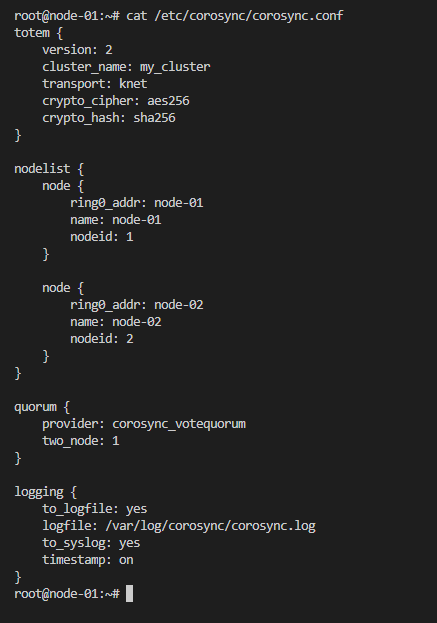 root@node-01:~# cat /etc/corosync/corosync.conf
totem {
    version: 2
    cluster_name: my_cluster
    transport: knet
    crypto_cipher: aes256
    crypto_hash: sha256
}

nodelist {
    node {
        ring0_addr: node-01
        name: node-01
        nodeid: 1
    }

    node {
        ring0_addr: node-02
        name: node-02
        nodeid: 2
    }
}

quorum {
    provider: corosync_votequorum
    two_node: 1
}

logging {
    to_logfile: yes
    logfile: /var/log/corosync/corosync.log
    to_syslog: yes
    timestamp: on
}
root@node-01:~#